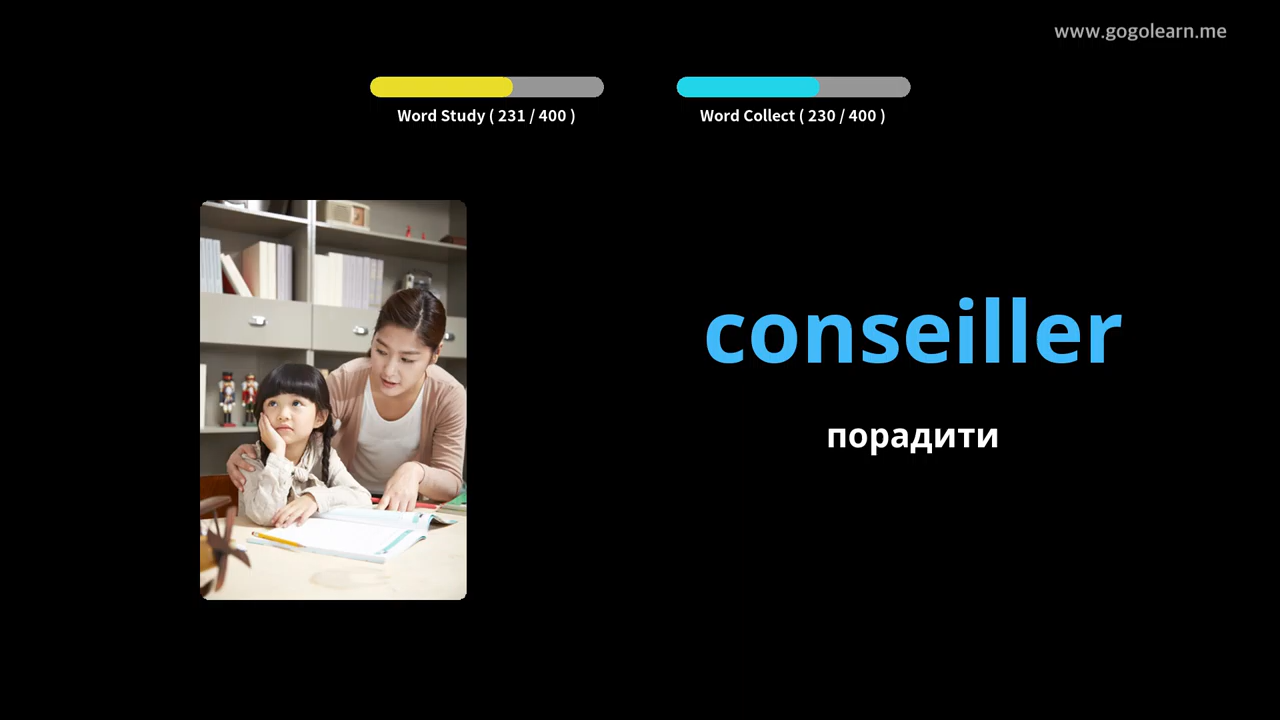 www.gogolearn.me
Word Study ( 231 / 400 )
Word Collect ( 230 / 400 )
conseiller
порадити